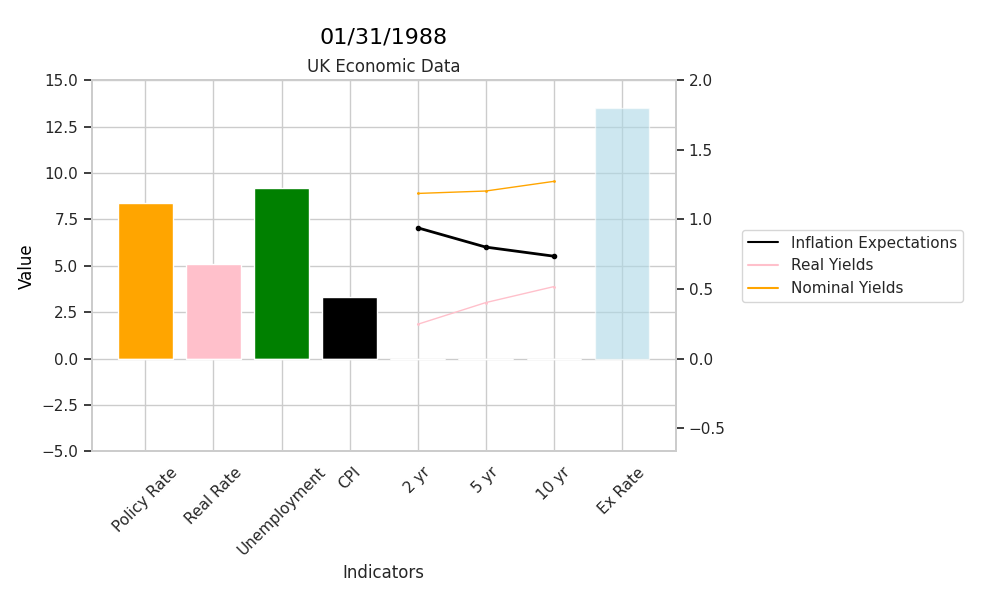 01/31/1988
UK Economic Data
15.0
12.5
10.0
7.5
5.0
2.5
0.0
−2.5
−5.0
Value
2.0
1.5
1.0
0.5
0.0
−0.5
Inflation Expectations
Real Yields
Nominal Yields
Policy Rate
Real Rate
Unemployment
CPI
2 yr
5 yr
10 yr
Ex Rate
Indicators